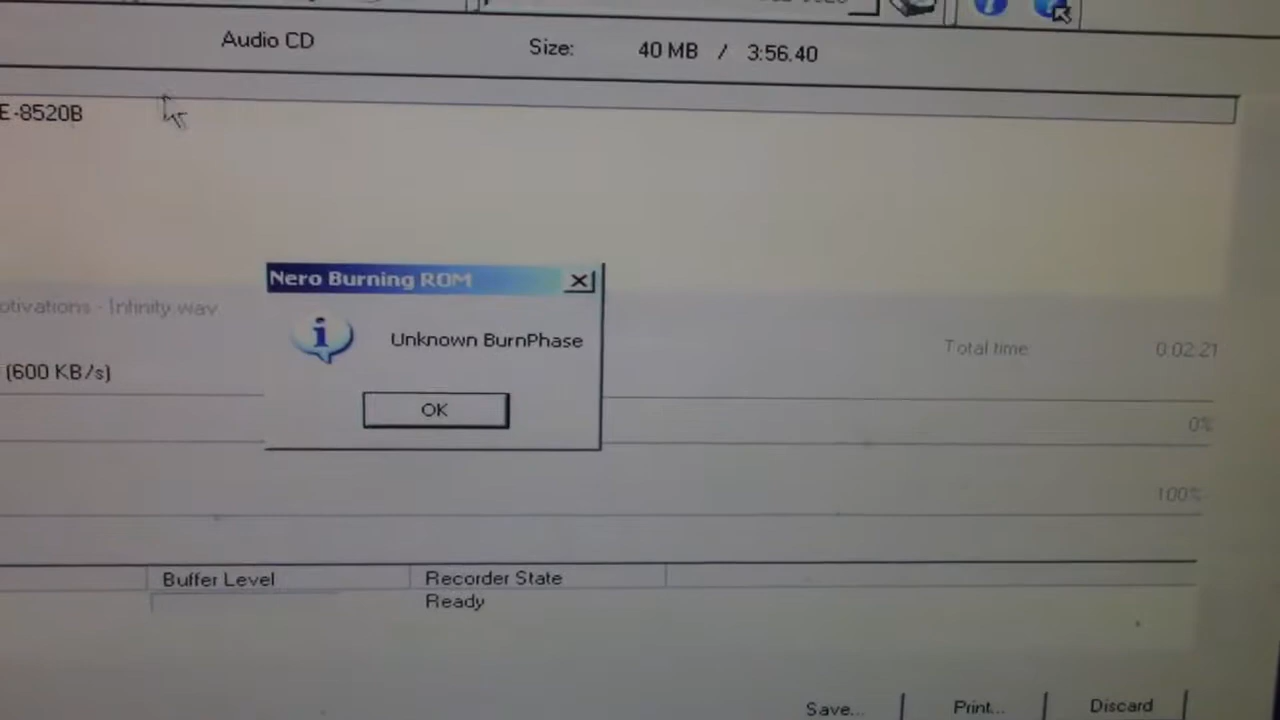 Audio CD Size: 40 MB / 3:56.40
E-8520B
Nero Burning ROM
otivations - Infinity wav
Unknown BurnPhase
Total time 0:02:21
(600 KB/s)
OK
0%
100%
Buffer Level Recorder State
Ready
Save... Print... Discard